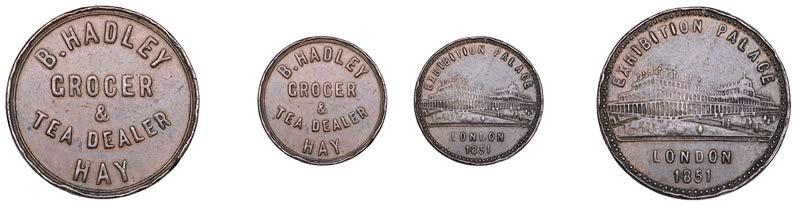 B. HADLEY
GROCER
&
TEA DEALER
HAY
B. HADLEY
GROCER
&
TEA DEALER
HAY
EXHIBITION PALACE
LONDON
1851
EXHIBITION PALACE
LONDON
1851